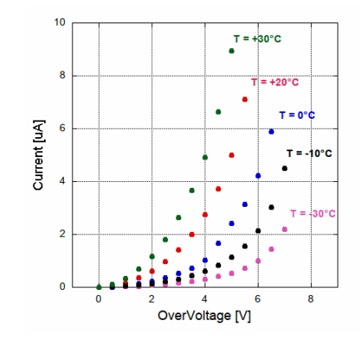 10
T = +30°C
8
T = +20°C
6
T = 0°C
T = -10°C
4
2
T = -30°C
0
0
2
4
6
8
Current [uA]
OverVoltage [V]